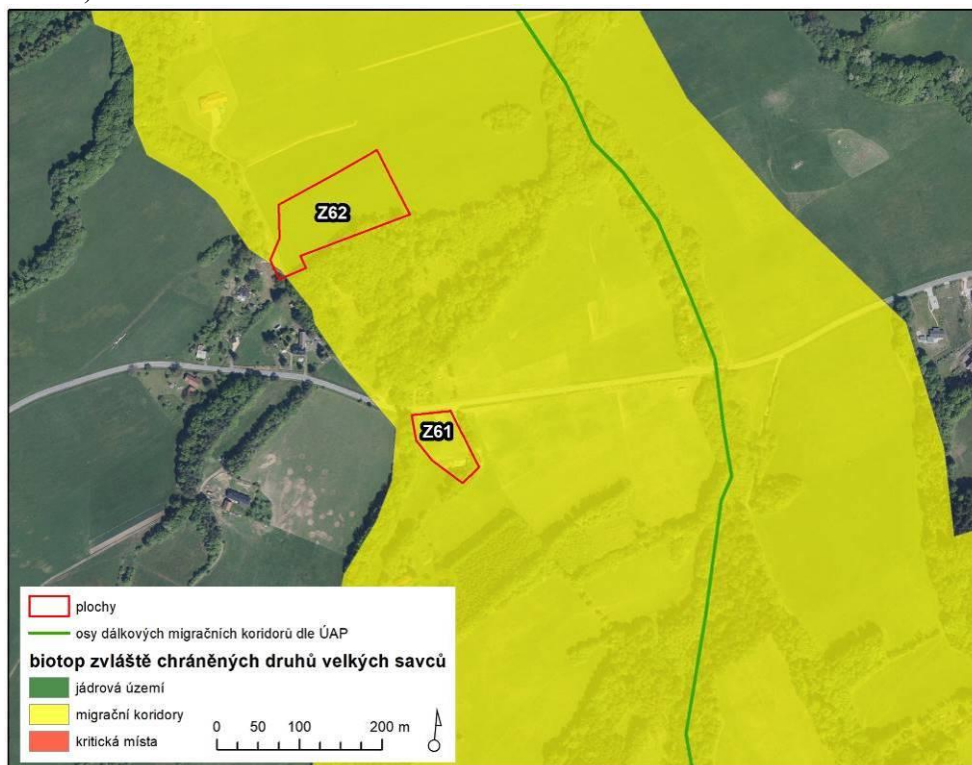 Z62
Z61
plochy
osy dálkových migračních koridorů dle ÚAP
biotop zvláště chráněných druhů velkých savců
jádrová území
migrační koridory
kritická místa
0 50 100 200 m